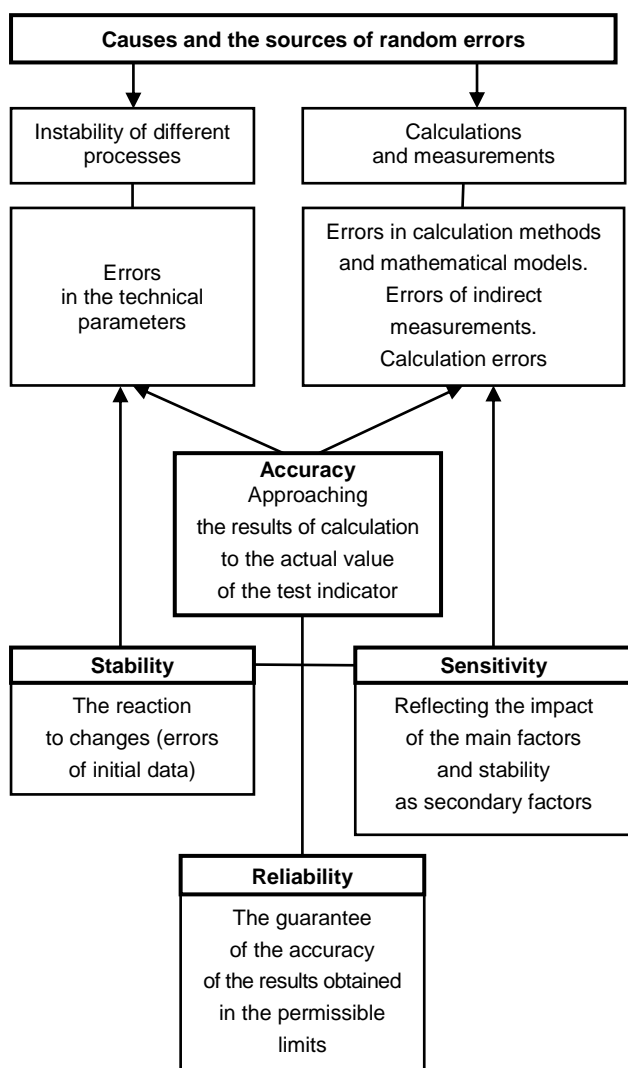 Causes and the sources of random errors
Instability of different
processes
Calculations
and measurements
Errors
in the technical
parameters
Errors in calculation methods
and mathematical models.
Errors of indirect
measurements.
Calculation errors
Accuracy
Approaching
the results of calculation
to the actual value
of the test indicator
Stability
The reaction
to changes (errors
of initial data)
Sensitivity
Reflecting the impact
of the main factors
and stability
as secondary factors
Reliability
The guarantee
of the accuracy
of the results obtained
in the permissible
limits